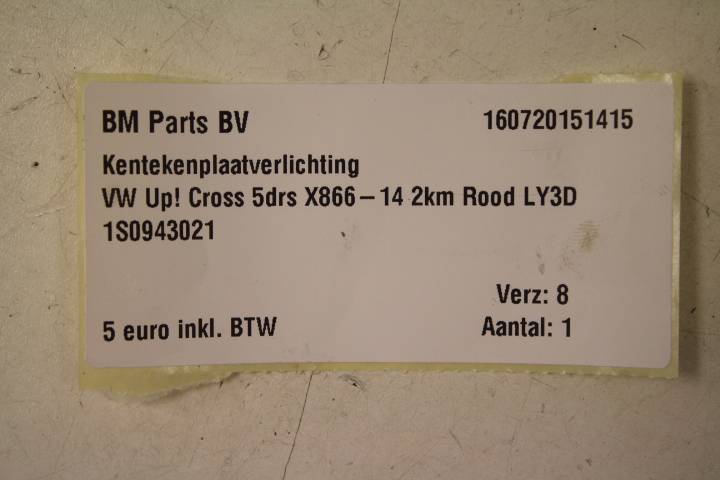 BM Parts BV 160720151415
Kentekenplaatverlichting
VW Up! Cross 5drs X866-14 2km Rood LY3D
1S0943021
Verz: 8
5 euro inkl. BTW Aantal: 1